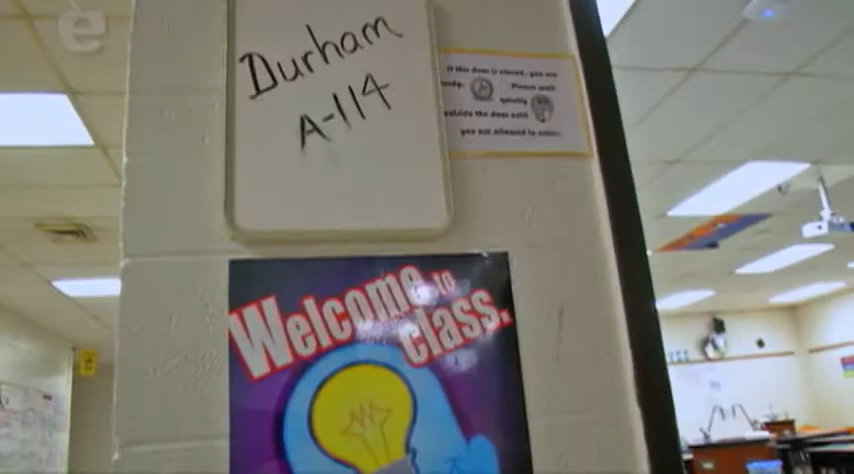 Durham
A-114
If this door is closed, you are
Please wait
quietly
outside the door until
you are allowed to enter.
Welcome to
class.